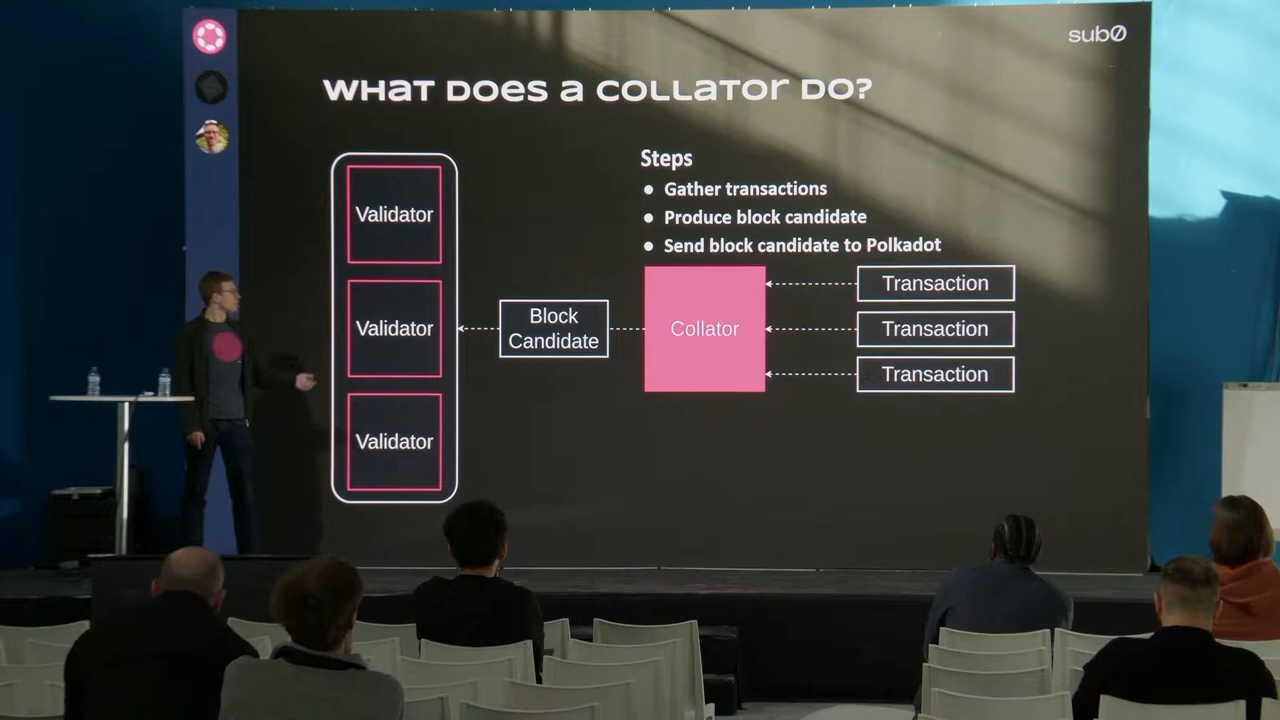 sub0
WHAT DOES A COLLATOR DO?
Steps
● Gather transactions
● Produce block candidate
● Send block candidate to Polkadot
Validator
Validator
Validator
Block
Candidate
Collator
Transaction
Transaction
Transaction